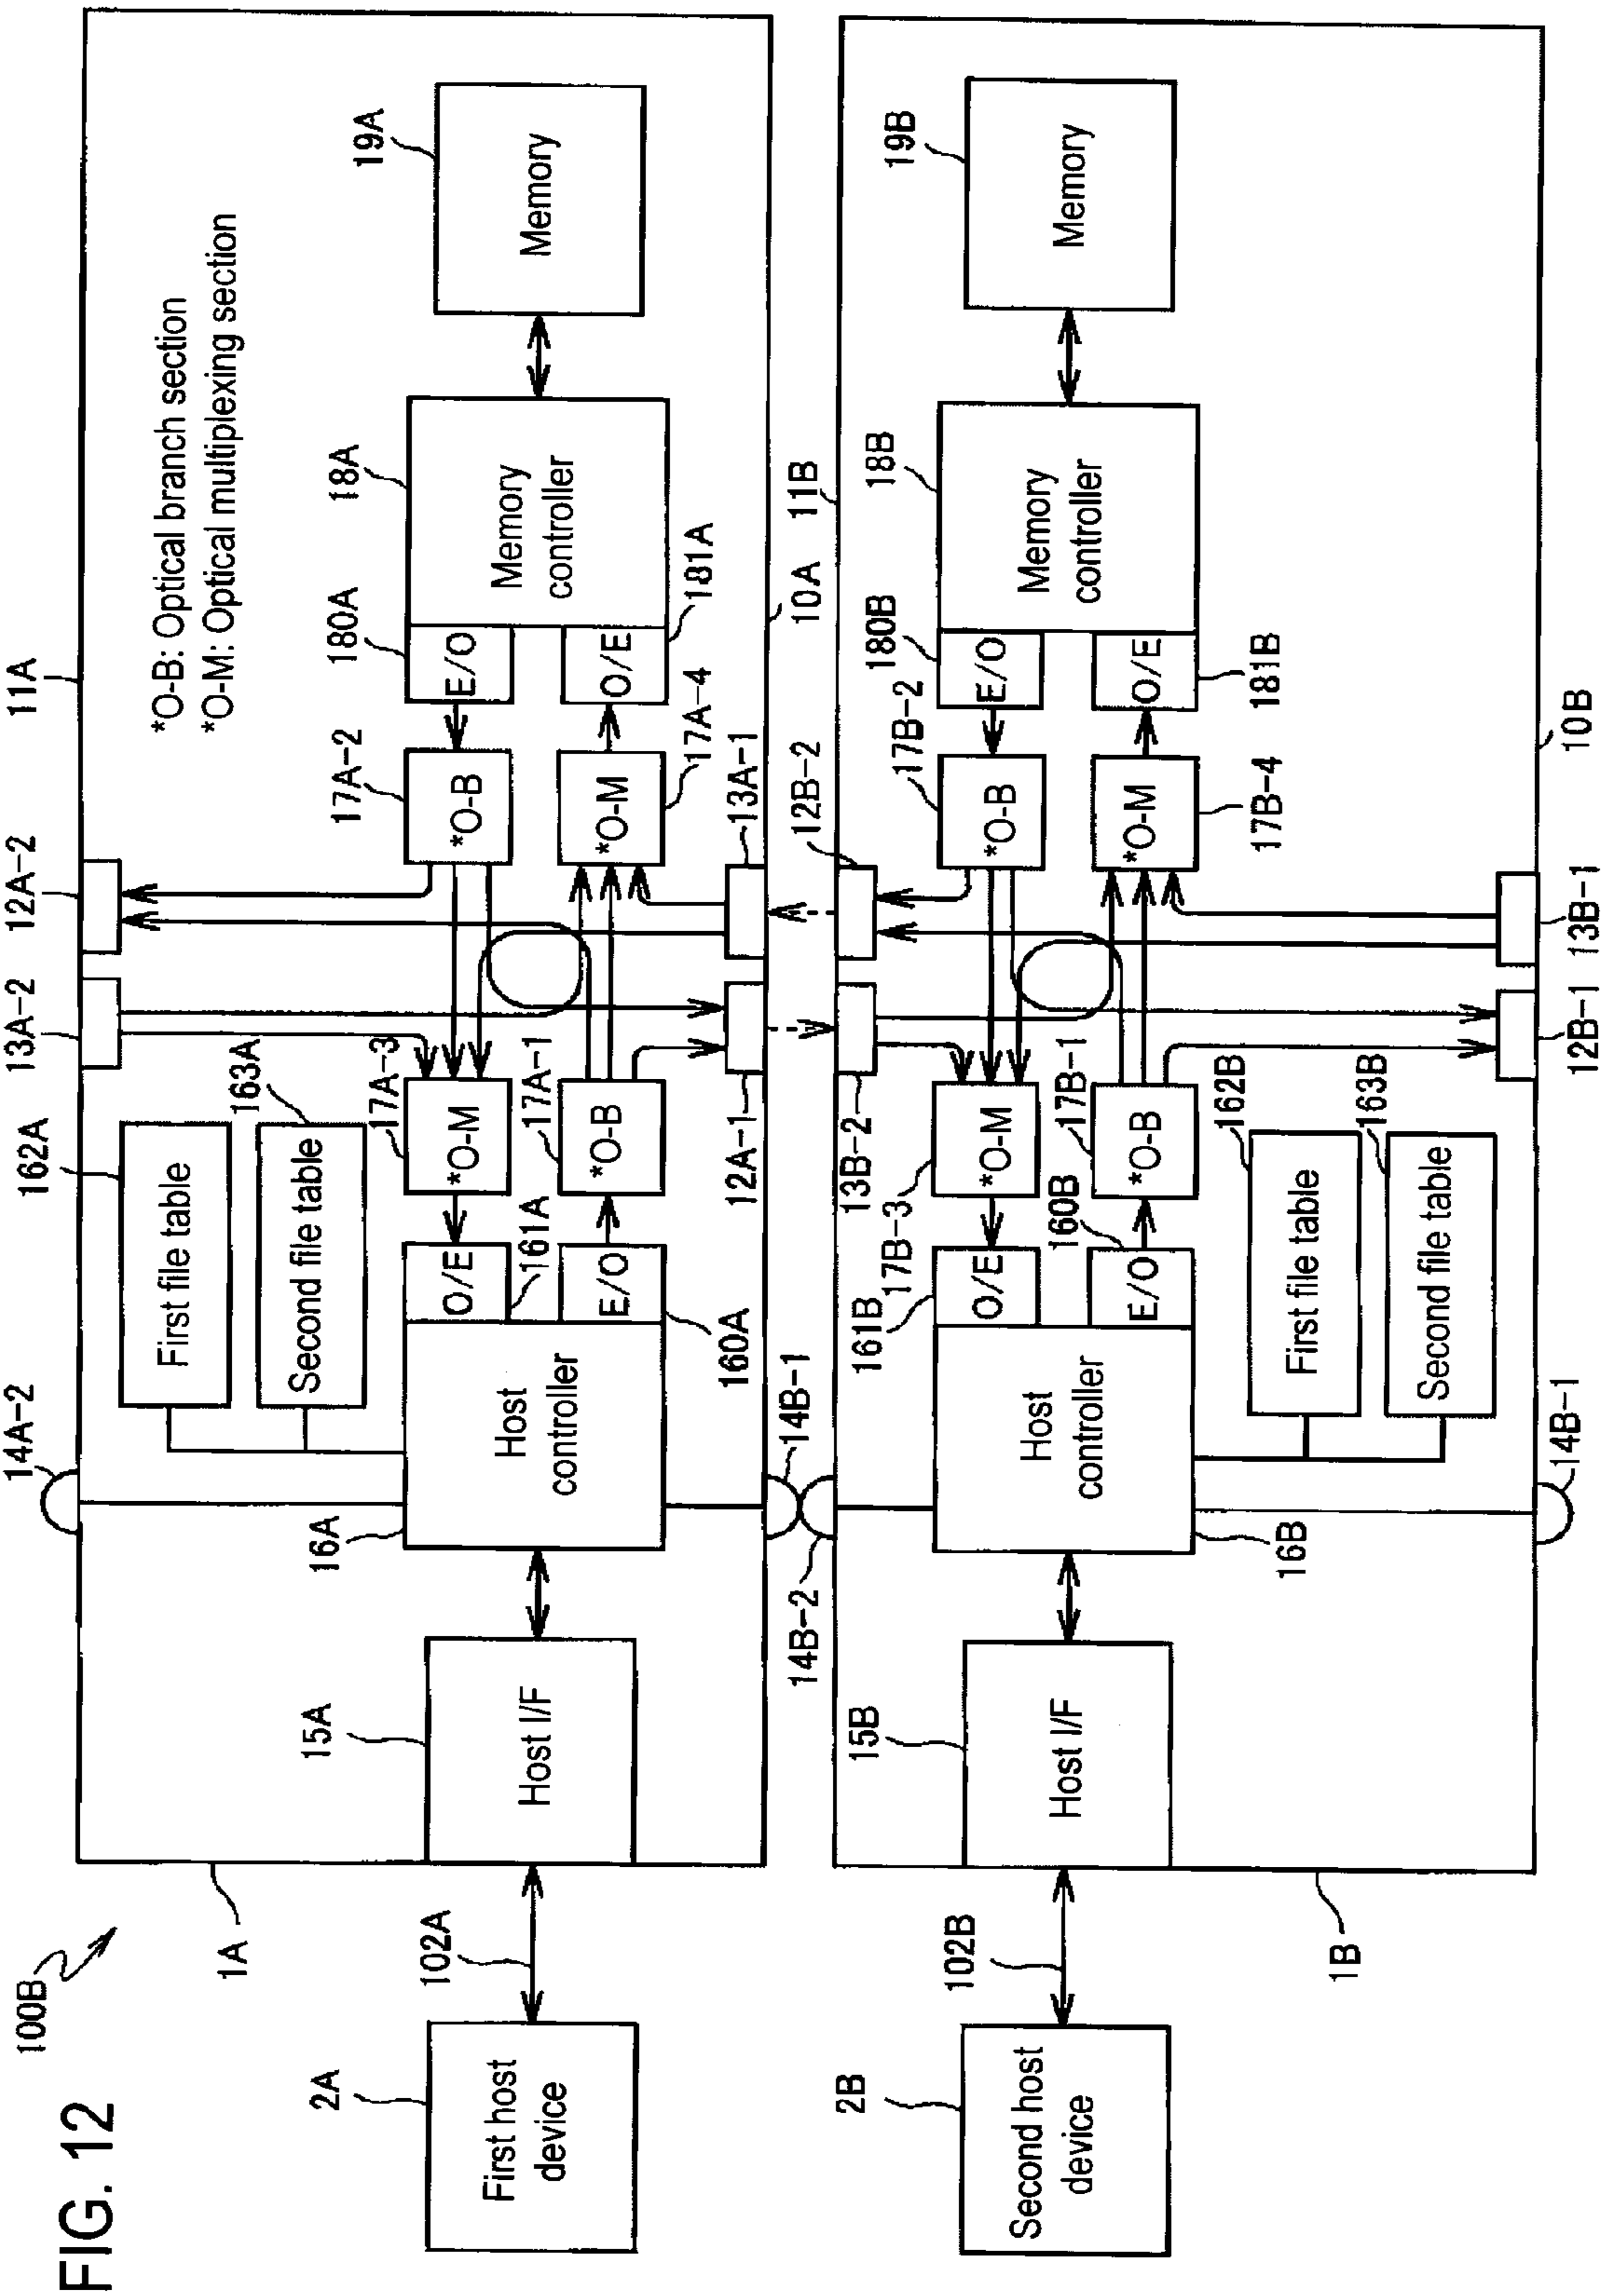 FIG. 12
100B
1A
11A
14A-2
162A
First file table
Second file table
163A
13A-2
12A-2
*O-B: Optical branch section
*O-M: Optical multiplexing section
2A
First host
device
102A
15A
Host I/F
16A
Host
controller
O/E
161A
E/O
160A
17A-3
*O-M
17A-1
*O-B
17A-2
*O-B
*O-M
17A-4
180A
E/O
O/E
181A
18A
Memory
controller
19A
Memory
14B-1
12A-1
13A-1
10A
14B-2
13B-2
12B-2
11B
2B
Second host
device
102B
15B
Host I/F
16B
Host
controller
161B
O/E
160B
E/O
17B-3
*O-M
17B-1
*O-B
17B-2
*O-B
*O-M
17B-4
180B
E/O
O/E
181B
18B
Memory
controller
19B
Memory
162B
First file table
163B
Second file table
1B
14B-1
12B-1
13B-1
10B